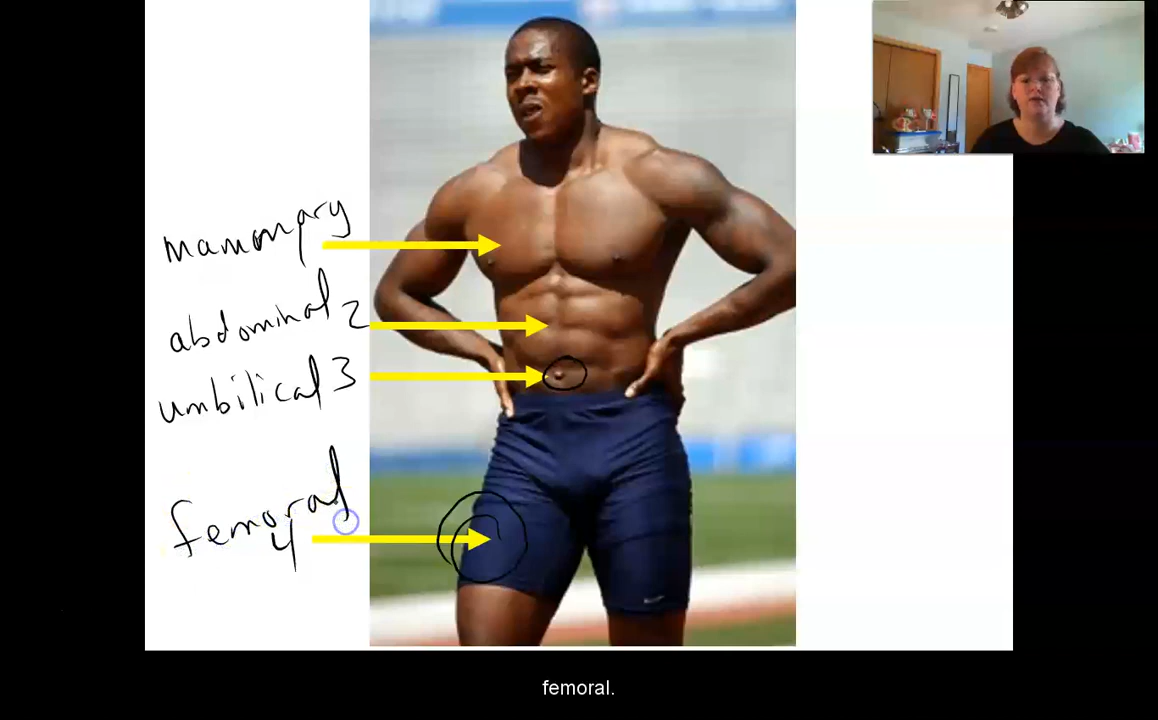 mammary
abdominal 2
umbilical 3
femoral
4
femoral.